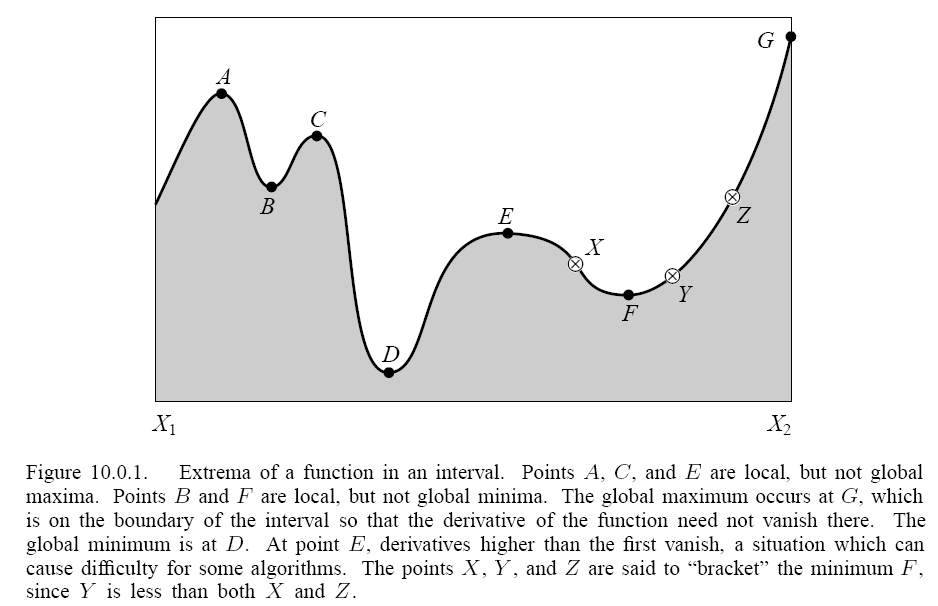 G
A
C
B
E
X
Z
Y
F
D
X1
X2
Figure 10.0.1. Extrema of a function in an interval. Points A, C, and E are local, but not global
maxima. Points B and F are local, but not global minima. The global maximum occurs at G, which
is on the boundary of the interval so that the derivative of the function need not vanish there. The
global minimum is at D. At point E, derivatives higher than the first vanish, a situation which can
cause difficulty for some algorithms. The points X, Y, and Z are said to “bracket” the minimum F,
since Y is less than both X and Z.